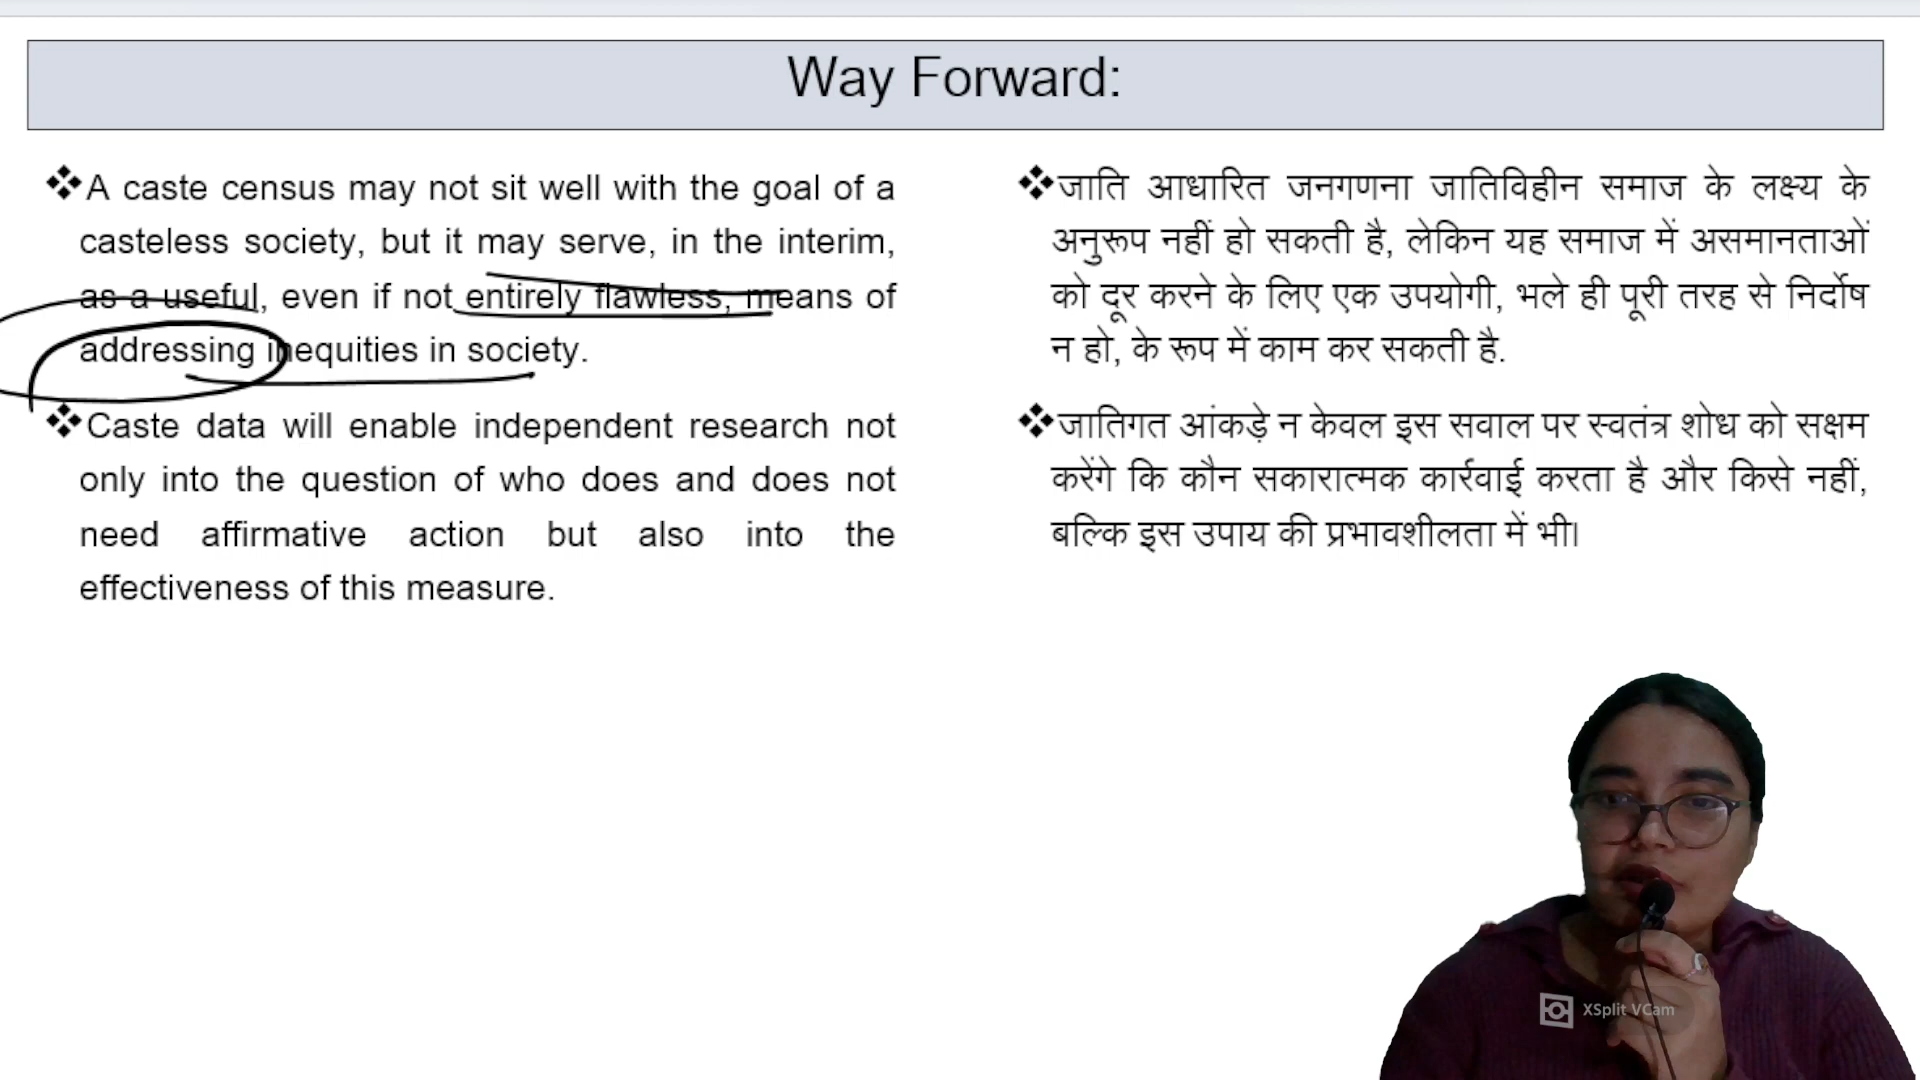 Way Forward:
❖A caste census may not sit well with the goal of a
casteless society, but it may serve, in the interim,
as a useful, even if not entirely flawless, means of
addressing inequities in society.
❖Caste data will enable independent research not
only into the question of who does and does not
need affirmative action but also into the
effectiveness of this measure.
❖जाति आधारित जनगणना जातिविहीन समाज के लक्ष्य के
अनुरूप नहीं हो सकती है, लेकिन यह समाज में असमानताओं
को दूर करने के लिए एक उपयोगी, भले ही पूरी तरह से निर्दोष
न हो, के रूप में काम कर सकती है.
❖जातिगत आंकड़े न केवल इस सवाल पर स्वतंत्र शोध को सक्षम
करेंगे कि कौन सकारात्मक कार्रवाई करता है और किसे नहीं,
बल्कि इस उपाय की प्रभावशीलता में भी।
XSplit VCam